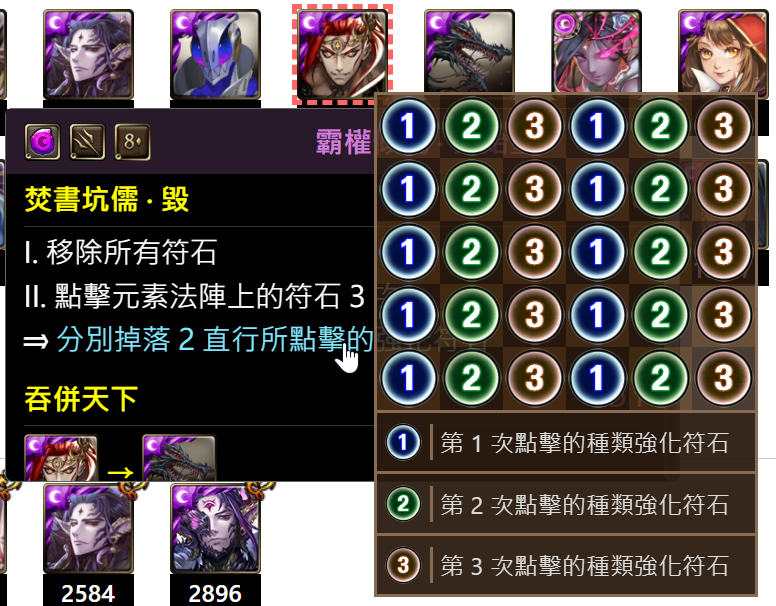 8
霸權
焚書坑儒 · 毀
I. 移除所有符石
II. 點擊元素法陣上的符石 3
⇒ 分別掉落 2 直行所點擊的強化符石
吞併天下
→
1 2 3 1 2 3
1 2 3 1 2 3
1 2 3 1 2 3
1 2 3 1 2 3
1 2 3 1 2 3
1 第 1 次點擊的種類強化符石
2 第 2 次點擊的種類強化符石
3 第 3 次點擊的種類強化符石
2584 2896